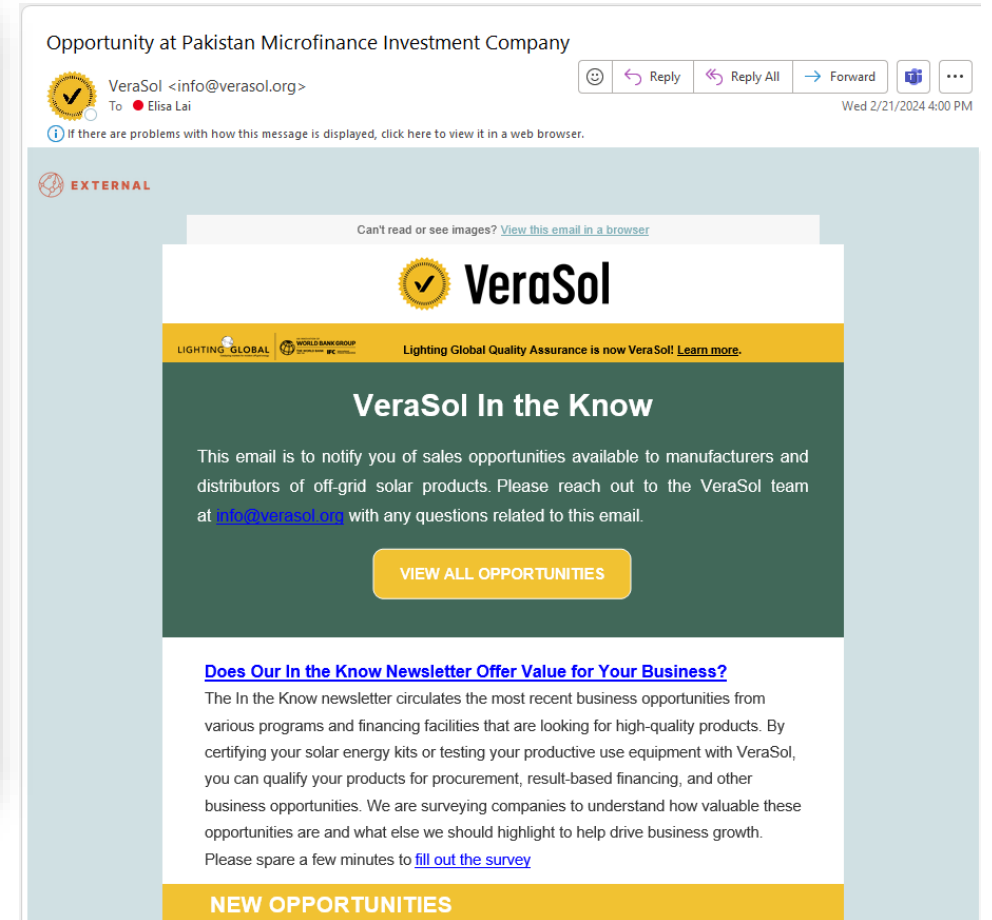 Opportunity at Pakistan Microfinance Investment Company
VeraSol <info@verasol.org>
To Elisa Lai
Reply
Reply All
Forward
Wed 2/21/2024 4:00 PM
If there are problems with how this message is displayed, click here to view it in a web browser.
EXTERNAL
Can't read or see images? View this email in a browser
VeraSol
LIGHTING GLOBAL
WORLD BANK GROUP
THE WORLD BANK IFC
Lighting Global Quality Assurance is now VeraSol! Learn more.
VeraSol In the Know
This email is to notify you of sales opportunities available to manufacturers and
distributors of off-grid solar products. Please reach out to the VeraSol team
at info@verasol.org with any questions related to this email.
VIEW ALL OPPORTUNITIES
Does Our In the Know Newsletter Offer Value for Your Business?
The In the Know newsletter circulates the most recent business opportunities from
various programs and financing facilities that are looking for high-quality products. By
certifying your solar energy kits or testing your productive use equipment with VeraSol,
you can qualify your products for procurement, result-based financing, and other
business opportunities. We are surveying companies to understand how valuable these
opportunities are and what else we should highlight to help drive business growth.
Please spare a few minutes to fill out the survey
NEW OPPORTUNITIES